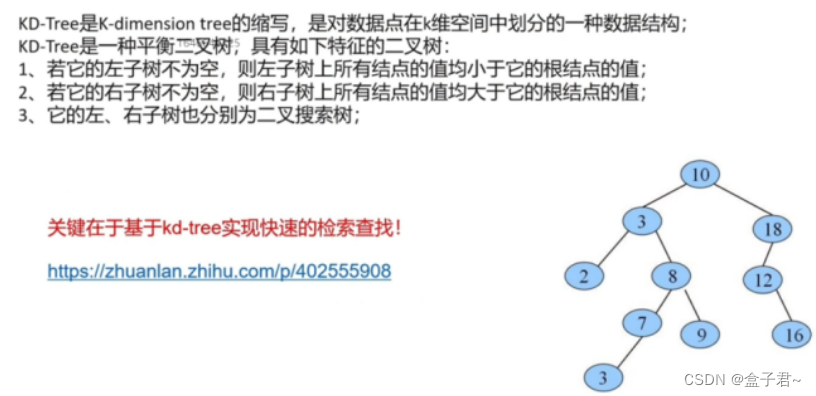 KD-Tree是K-dimension tree的缩写，是对数据点在k维空间中划分的一种数据结构；
KD-Tree是一种平衡二叉树，具有如下特征的二叉树：
1、若它的左子树不为空，则左子树上所有结点的值均小于它的根结点的值；
2、若它的右子树不为空，则右子树上所有结点的值均大于它的根结点的值；
3、它的左、右子树也分别为二叉搜索树；
10
关键在于基于kd-tree实现快速的检索查找！
3
18
https://zhuanlan.zhihu.com/p/402555908
2
8
12
7
9
16
3
CSDN @盒子君~